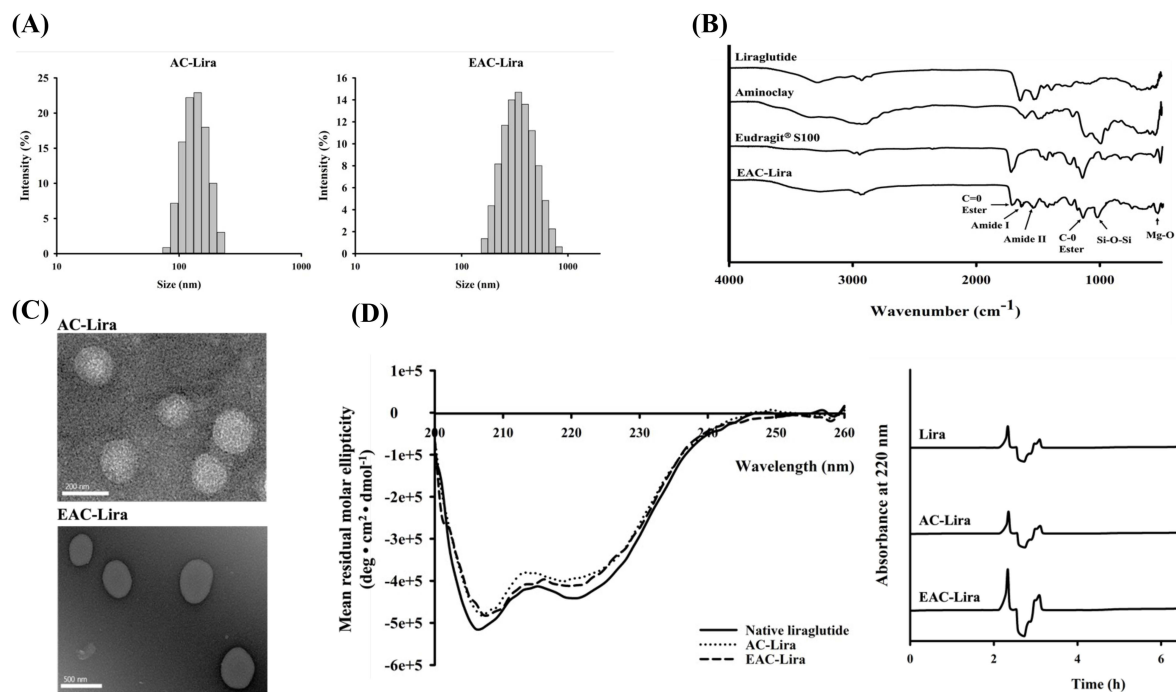 (A)
AC-Lira
Intensity (%)
25
20
15
10
5
0
10
100
1000
Size (nm)
EAC-Lira
Intensity (%)
16
14
12
10
8
6
4
2
0
10
100
1000
Size (nm)
(B)
Liraglutide
Aminoclay
Eudragit® S100
EAC-Lira
C=0
Ester
Amide I
Amide II
C-0
Ester
Si-O-Si
Mg-O
4000
3000
2000
1000
Wavenumber (cm-1)
(C)
AC-Lira
200 nm
EAC-Lira
500 nm
(D)
Mean residual molar ellipticity
(deg • cm2 • dmol-1)
1e+5
0
-1e+5
-2e+5
-3e+5
-4e+5
-5e+5
-6e+5
200
210
220
230
240
250
260
Wavelength (nm)
Native liraglutide
AC-Lira
EAC-Lira
Absorbance at 220 nm
Lira
AC-Lira
EAC-Lira
0
2
4
6
Time (h)